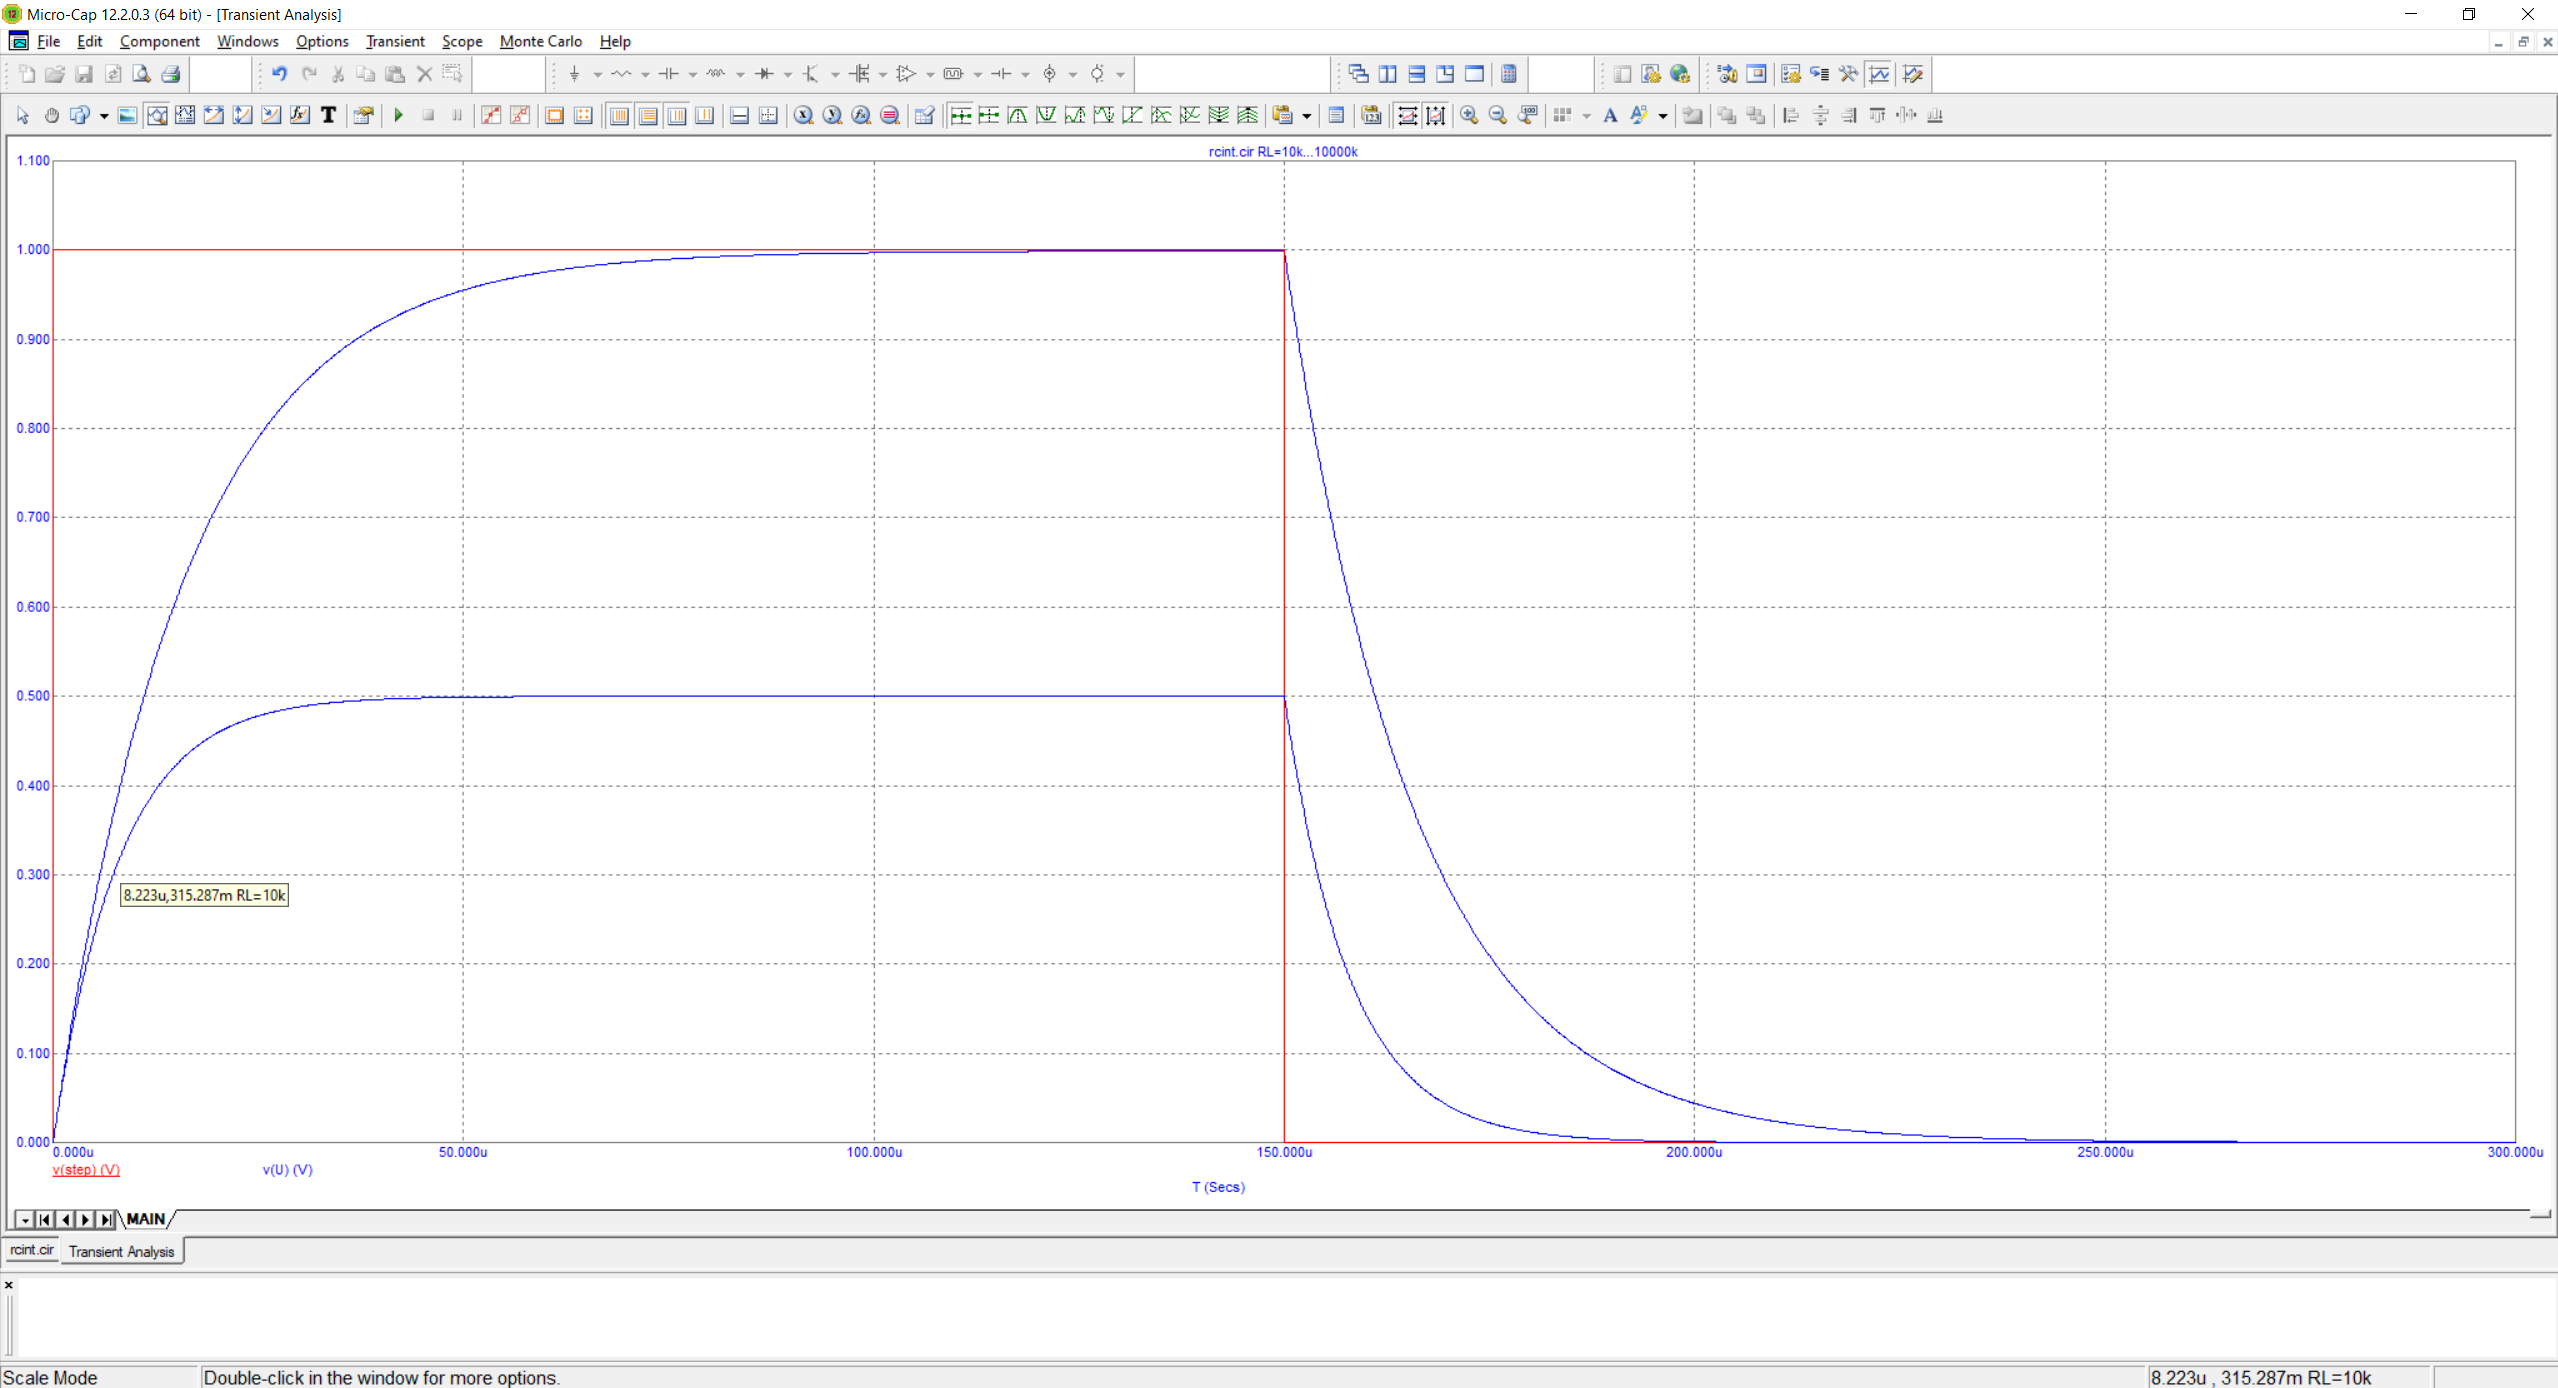 Micro-Cap 12.2.0.3 (64 bit) - [Transient Analysis]
File Edit Component Windows Options Transient Scope Monte Carlo Help
rcint.cir RL=10k...10000k
1.100
1.000
0.900
0.800
0.700
0.600
0.500
0.400
0.300
8.223u,315.287m RL=10k
0.200
0.100
0.000
0.000u 50.000u 100.000u 150.000u 200.000u 250.000u 300.000u
v(step) (V) v(U) (V)
T (Secs)
MAIN
rcint.cir Transient Analysis
Scale Mode Double-click in the window for more options. 8.223u , 315.287m RL=10k